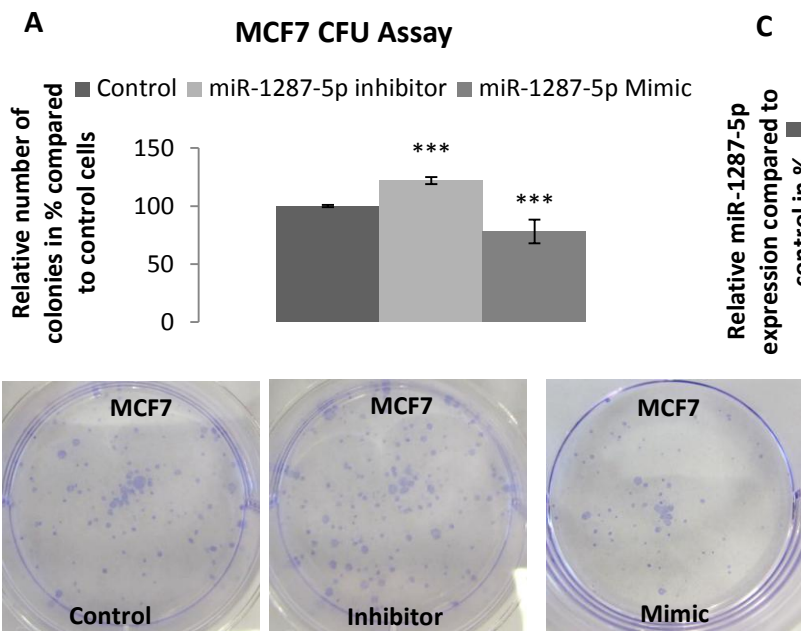 A
MCF7 CFU Assay
Control
miR-1287-5p inhibitor
miR-1287-5p Mimic
Relative number of
colonies in % compared
to control cells
150
100
50
0
***
***
MCF7
Control
MCF7
Inhibitor
MCF7
Mimic
C
Relative miR-1287-5p
expression compared to
control in %